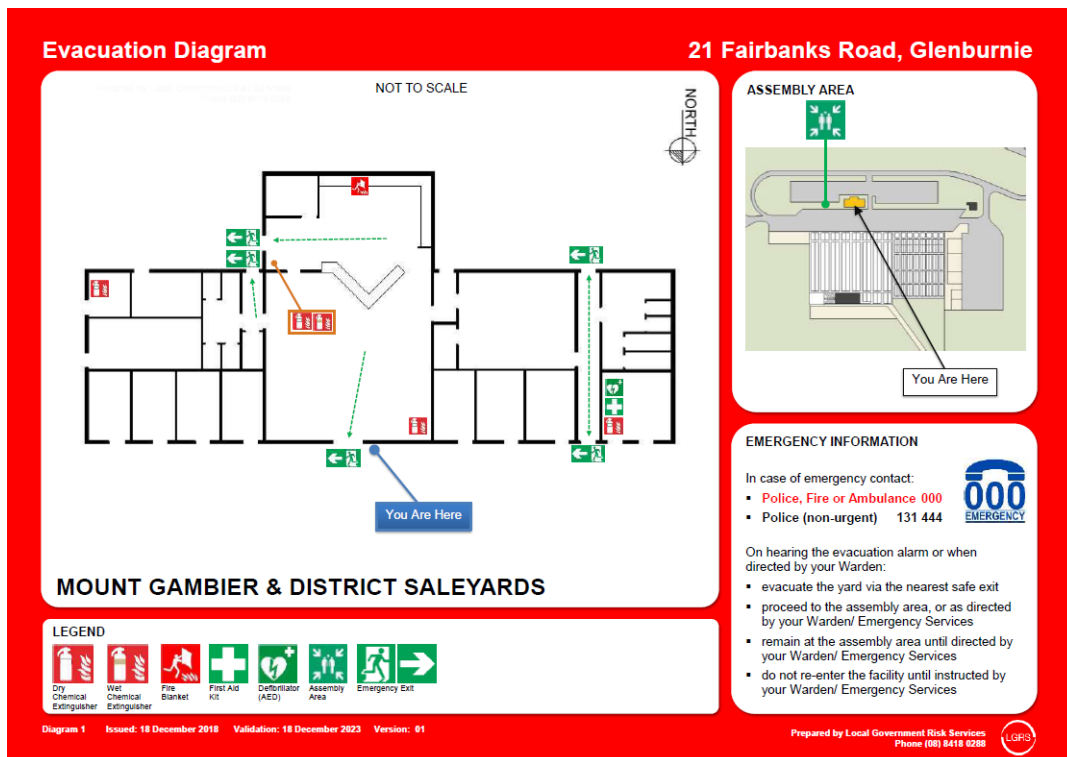 Evacuation Diagram
21 Fairbanks Road, Glenburnie
NOT TO SCALE
NORTH
You Are Here
MOUNT GAMBIER & DISTRICT SALEYARDS
LEGEND
Dry
Chemical
Extinguisher
Wet
Chemical
Extinguisher
Fire
Blanket
First Aid
Kit
Defibrillator
(AED)
Assembly
Area
Emergency Exit
ASSEMBLY AREA
You Are Here
EMERGENCY INFORMATION
In case of emergency contact:
▪ Police, Fire or Ambulance 000
▪ Police (non-urgent) 131 444
000
EMERGENCY
On hearing the evacuation alarm or when
directed by your Warden:
▪ evacuate the yard via the nearest safe exit
▪ proceed to the assembly area, or as directed
by your Warden/ Emergency Services
▪ remain at the assembly area until directed by
your Warden/ Emergency Services
▪ do not re-enter the facility until instructed by
your Warden/ Emergency Services
Diagram 1 Issued: 18 December 2018 Validation: 18 December 2023 Version: 01
Prepared by Local Government Risk Services
Phone (08) 8418 0288
LGRS